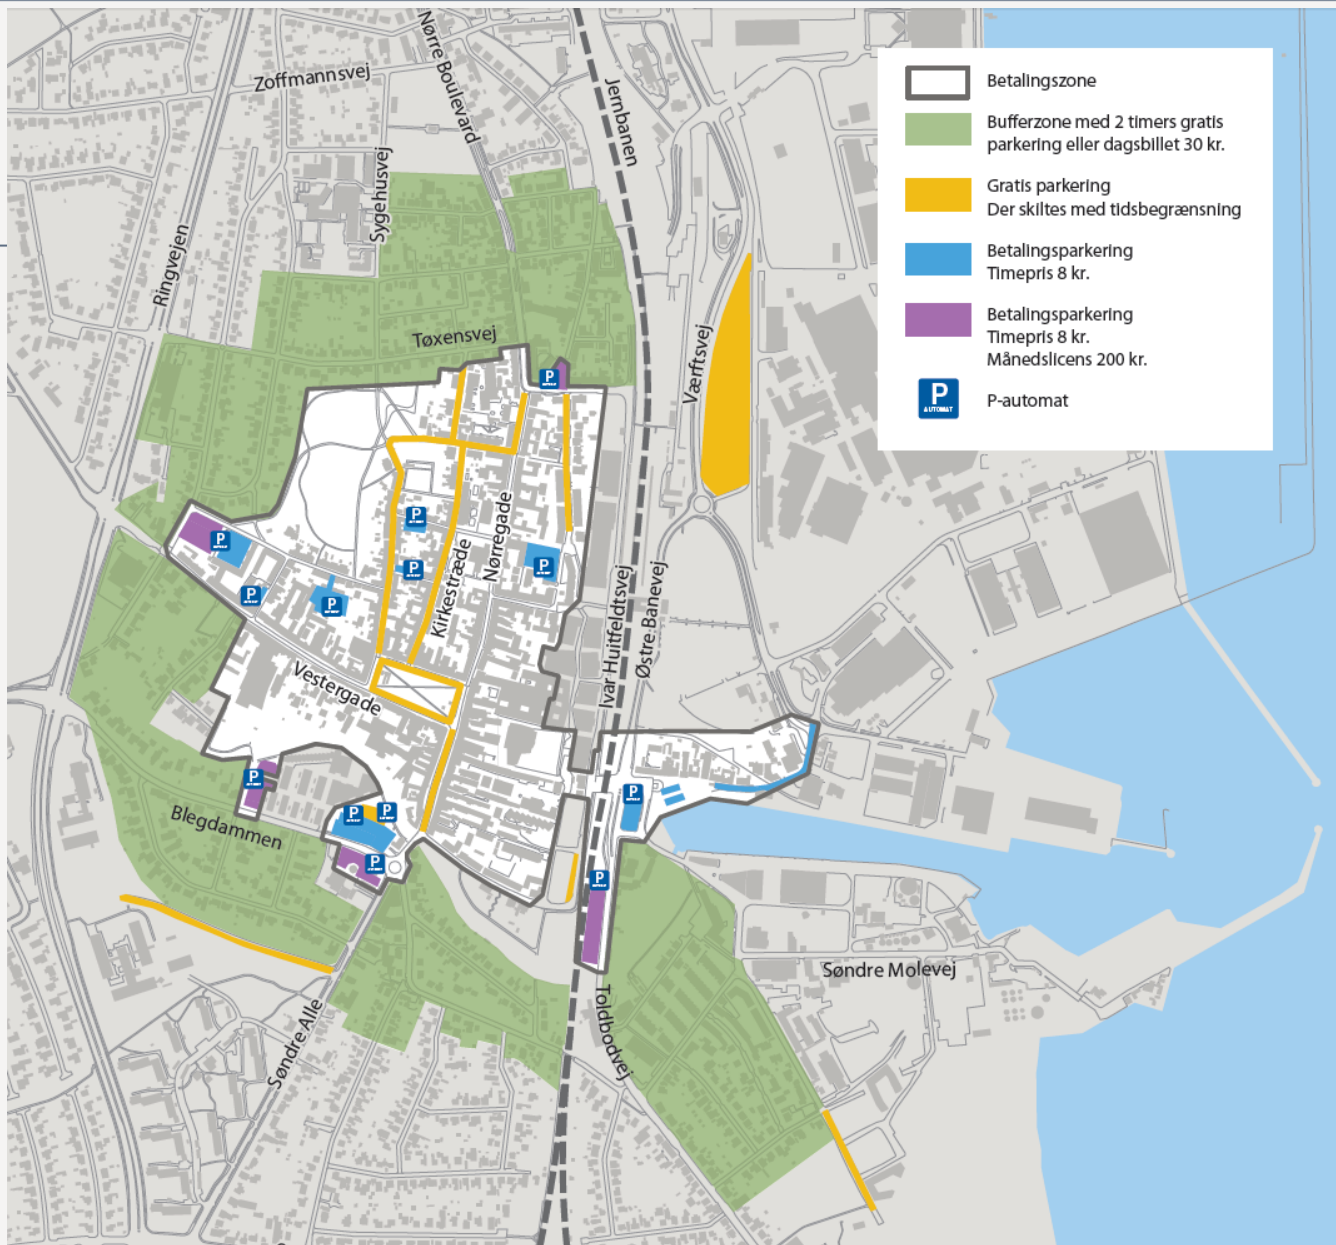 Betalingszone
Bufferzone med 2 timers gratis
parkering eller dagsbillet 30 kr.
Gratis parkering
Der skiltes med tidsbegrænsning
Betalingsparkering
Timepris 8 kr.
Betalingsparkering
Timepris 8 kr.
Månedslicens 200 kr.
P
AUTOMAT
P-automat
Nørre Boulevard
Zoffmannsvej
Jernbanen
Sygehusvej
Ringvejen
Tøxensvej
Værftsvej
P
P
P
Nørregade
P
P
P
P
P
Kirkestræde
Ivar Huitfeldtsvej
Østre Banevej
Vestergade
P
P
P
P
Blegdammen
P
P
Søndre Molevej
Søndre Alle
Toldbodvej